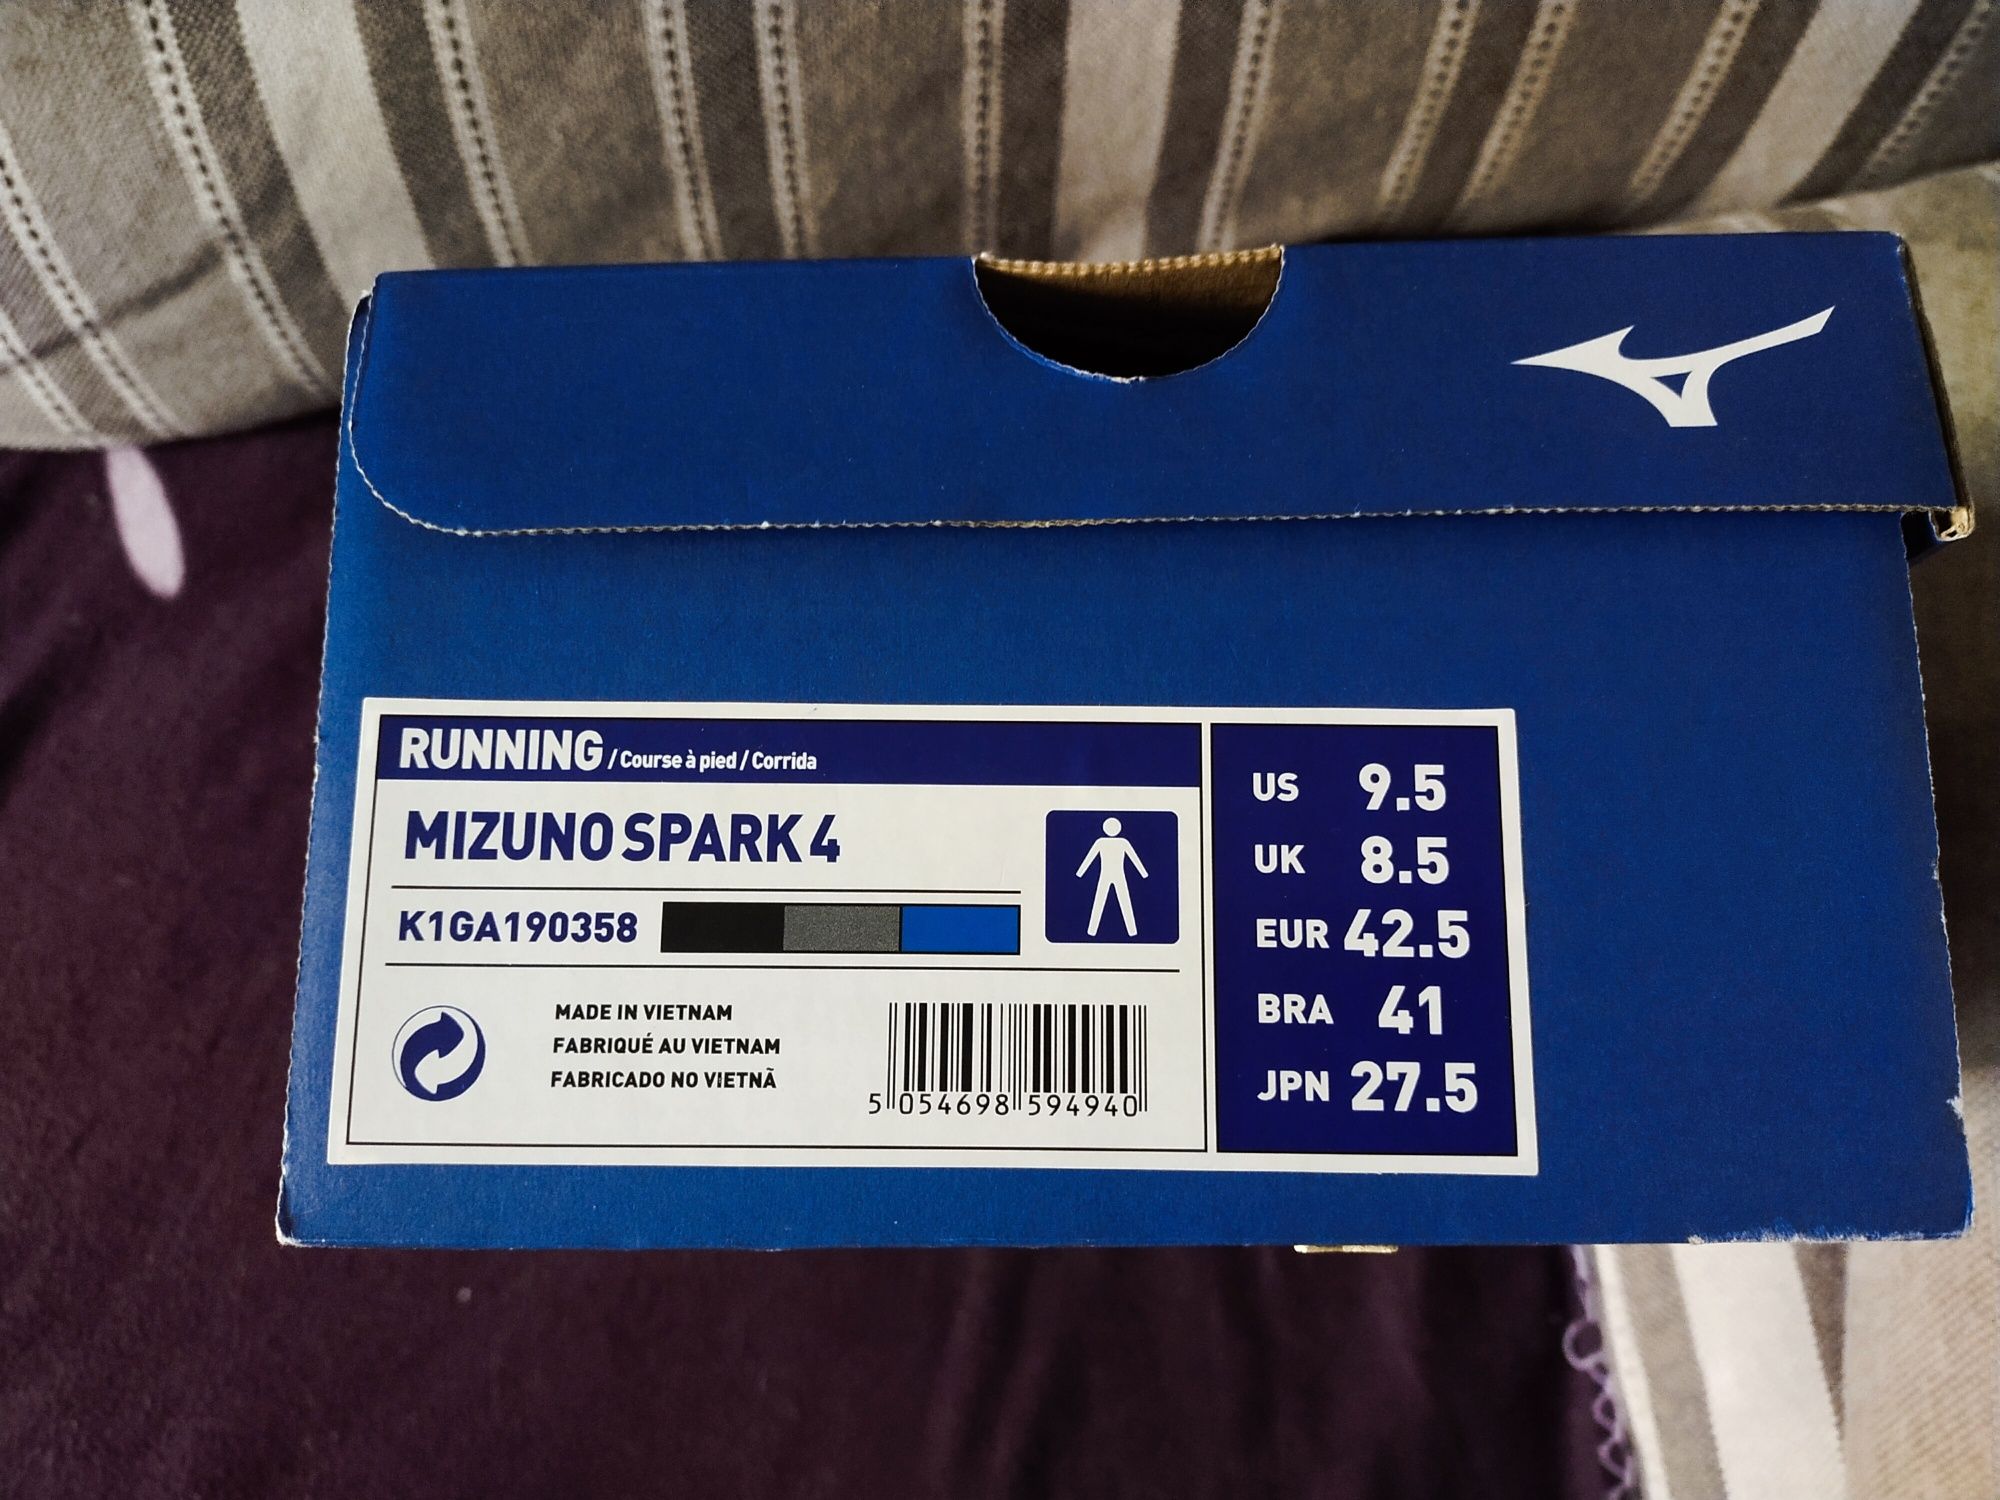 RUNNING / Course à pied / Corrida
MIZUNO SPARK 4
K1GA190358
MADE IN VIETNAM
FABRIQUÉ AU VIETNAM
FABRICADO NO VIETNÃ
5 054698 594940
US 9.5
UK 8.5
EUR 42.5
BRA 41
JPN 27.5